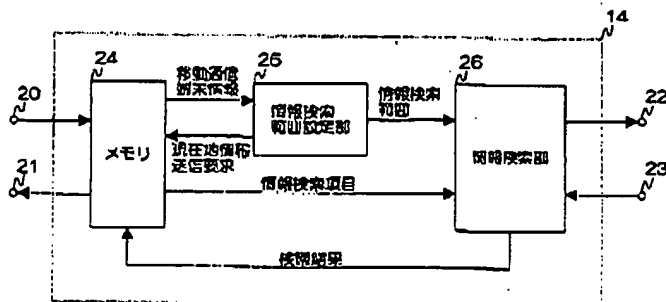 14
24
移動通信
端末情報
25
26
20
情報検索
範囲
22
情報検索
範囲設定部
現在地情報
送信要求
メモリ
情報検索部
21
情報検索項目
23
検索結果